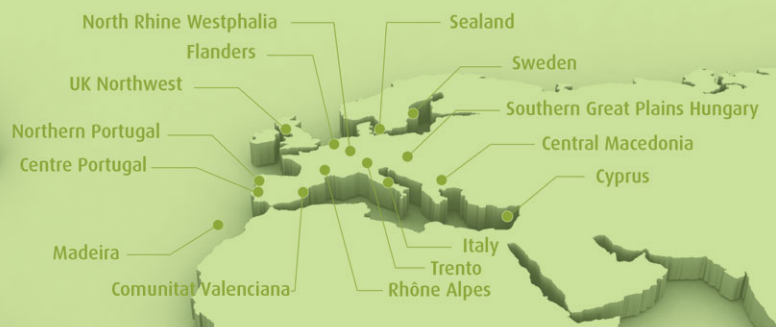 North Rhine Westphalia
Sealand
Flanders
Sweden
UK Northwest
Southern Great Plains Hungary
Northern Portugal
Central Macedonia
Centre Portugal
Cyprus
Italy
Madeira
Trento
Comunitat Valenciana
Rhône Alpes